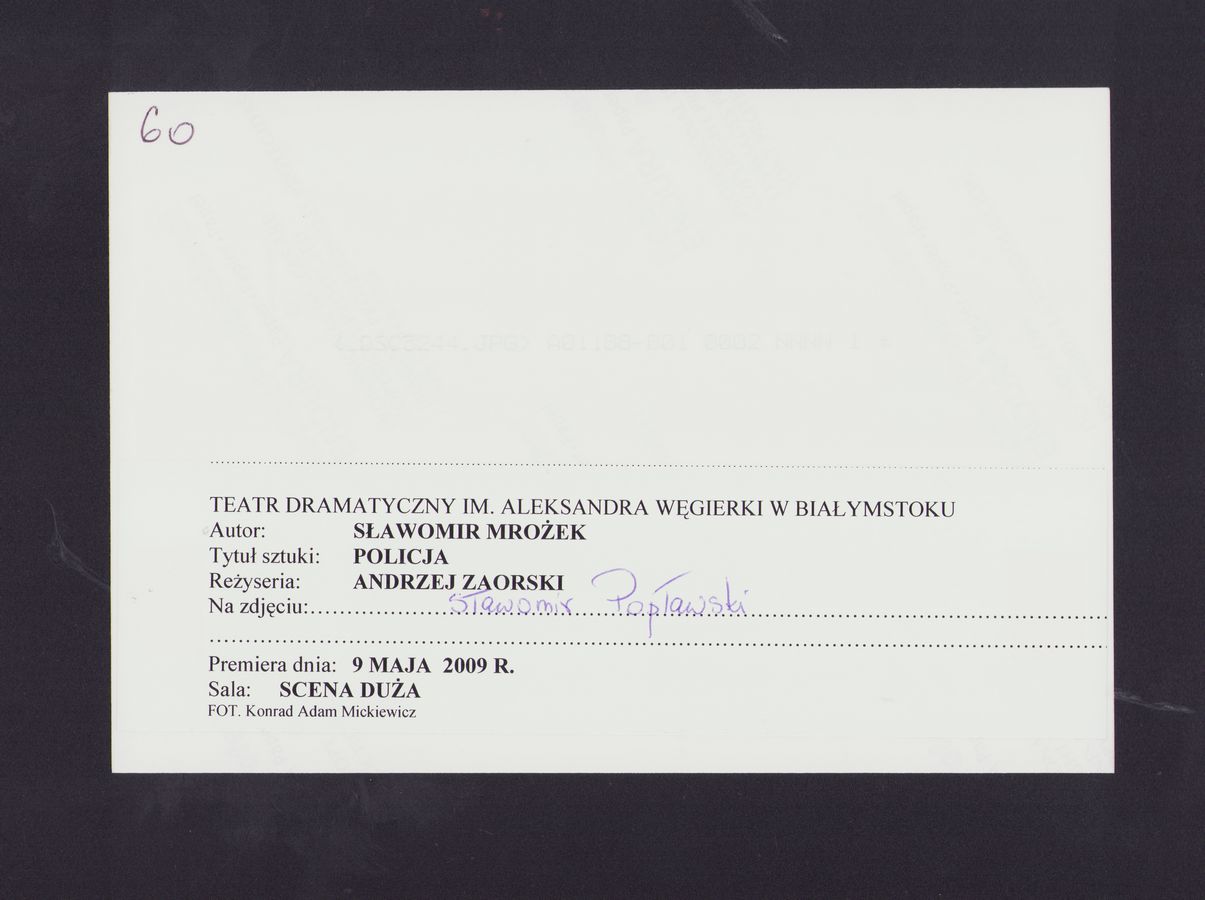 60
TEATR DRAMATYCZNY IM. ALEKSANDRA WĘGIERKI W BIAŁYMSTOKU
Autor: SŁAWOMIR MROŻEK
Tytuł sztuki: POLICJA
Reżyseria: ANDRZEJ ZAORSKI
Na zdjęciu: Sławomir Popławski
Premiera dnia: 9 MAJA 2009 R.
Sala: SCENA DUŻA
FOT. Konrad Adam Mickiewicz